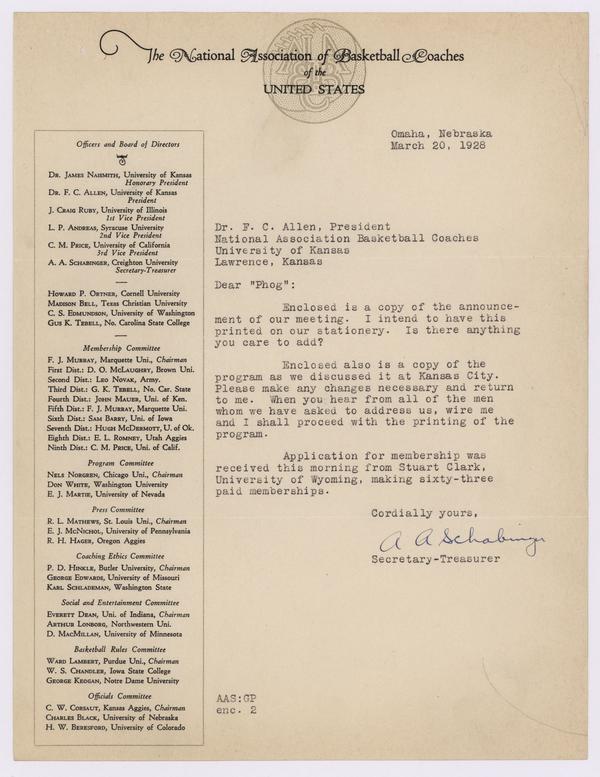 The National Association of Basketball Coaches
of the
UNITED STATES
Omaha, Nebraska
March 20, 1928
Officers and Board of Directors
DR. JAMES NAISMITH, University of Kansas
Honorary President
DR. F. C. ALLEN, University of Kansas
President
J. CRAIG RUBY, University of Illinois
1st Vice President
L. P. ANDREAS, Syracuse University
2nd Vice President
C. M. PRICE, University of California
3rd Vice President
A. A. SCHABINGER, Creighton University
Secretary-Treasurer
HOWARD P. ORTNER, Cornell University
MADISON BELL, Texas Christian University
C. S. EDMUNDSON, University of Washington
GUS K. TEBELL, No. Carolina State College
Membership Committee
F. J. MURRAY, Marquette Uni., Chairman
First Dist.: D. O. MCLAUGHRY, Brown Uni.
Second Dist.: LEO NOVAK, Army.
Third Dist.: G. K. TEBELL, No. Car. State
Fourth Dist.: JOHN MAUER, Uni. of Ken.
Fifth Dist.: F. J. MURRAY, Marquette Uni.
Sixth Dist.: SAM BARRY, Uni. of Iowa
Seventh Dist.: HUGH MCDERMOTT, U. of Ok.
Eighth Dist.: E. L. ROMNEY, Utah Aggies
Ninth Dist.: C. M. PRICE, Uni. of Calif.
Program Committee
NELS NORGREN, Chicago Uni., Chairman
DON WHITE, Washington University
E. J. MARTIE, University of Nevada
Press Committee
R. L. MATHEWS, St. Louis Uni., Chairman
E. J. MCNICHOL, University of Pennsylvania
R. H. HAGER, Oregon Aggies
Coaching Ethics Committee
P. D. HINKLE, Butler University, Chairman
GEORGE EDWARDS, University of Missouri
KARL SCHLADEMAN, Washington State
Social and Entertainment Committee
EVERETT DEAN, Uni. of Indiana, Chairman
ARTHUR LONBORG, Northwestern Uni.
D. MACMILLAN, University of Minnesota
Basketball Rules Committee
WARD LAMBERT, Purdue Uni., Chairman
W. S. CHANDLER, Iowa State College
GEORGE KEOGAN, Notre Dame University
Officials Committee
C. W. CORSAUT, Kansas Aggies, Chairman
CHARLES BLACK, University of Nebraska
H. W. BERESFORD, University of Colorado
Dr. F. C. Allen, President
National Association Basketball Coaches
University of Kansas
Lawrence, Kansas
Dear "Phog":
Enclosed is a copy of the announce-
ment of our meeting. I intend to have this
printed on our stationery. Is there anything
you care to add?
Enclosed also is a copy of the
program as we discussed it at Kansas City.
Please make any changes necessary and return
to me. When you hear from all of the men
whom we have asked to address us, wire me
and I shall proceed with the printing of the
program.
Application for membership was
received this morning from Stuart Clark,
University of Wyoming, making sixty-three
paid memberships.
Cordially yours,
A A Schabinger
Secretary-Treasurer
AAS:GP
enc. 2